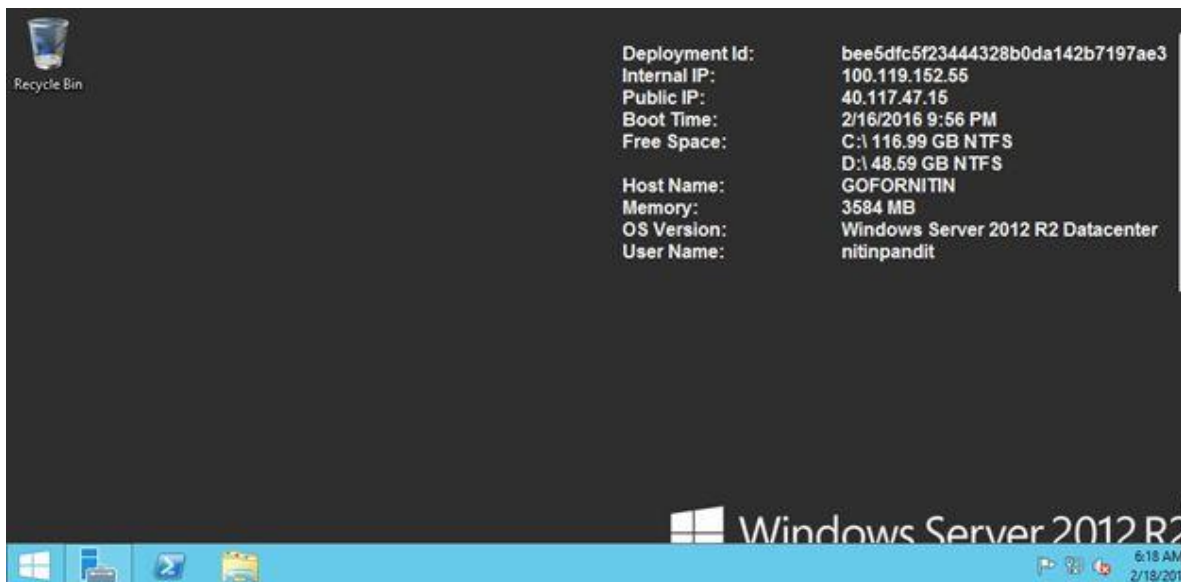 Recycle Bin
Deployment Id: bee5dfc5f23444328b0da142b7197ae3
Internal IP: 100.119.152.55
Public IP: 40.117.47.15
Boot Time: 2/16/2016 9:56 PM
Free Space: C:\ 116.99 GB NTFS
D:\ 48.59 GB NTFS
Host Name: GOFORNITIN
Memory: 3584 MB
OS Version: Windows Server 2012 R2 Datacenter
User Name: nitinpandit
Windows Server 2012 R2
6:18 AM
2/18/201